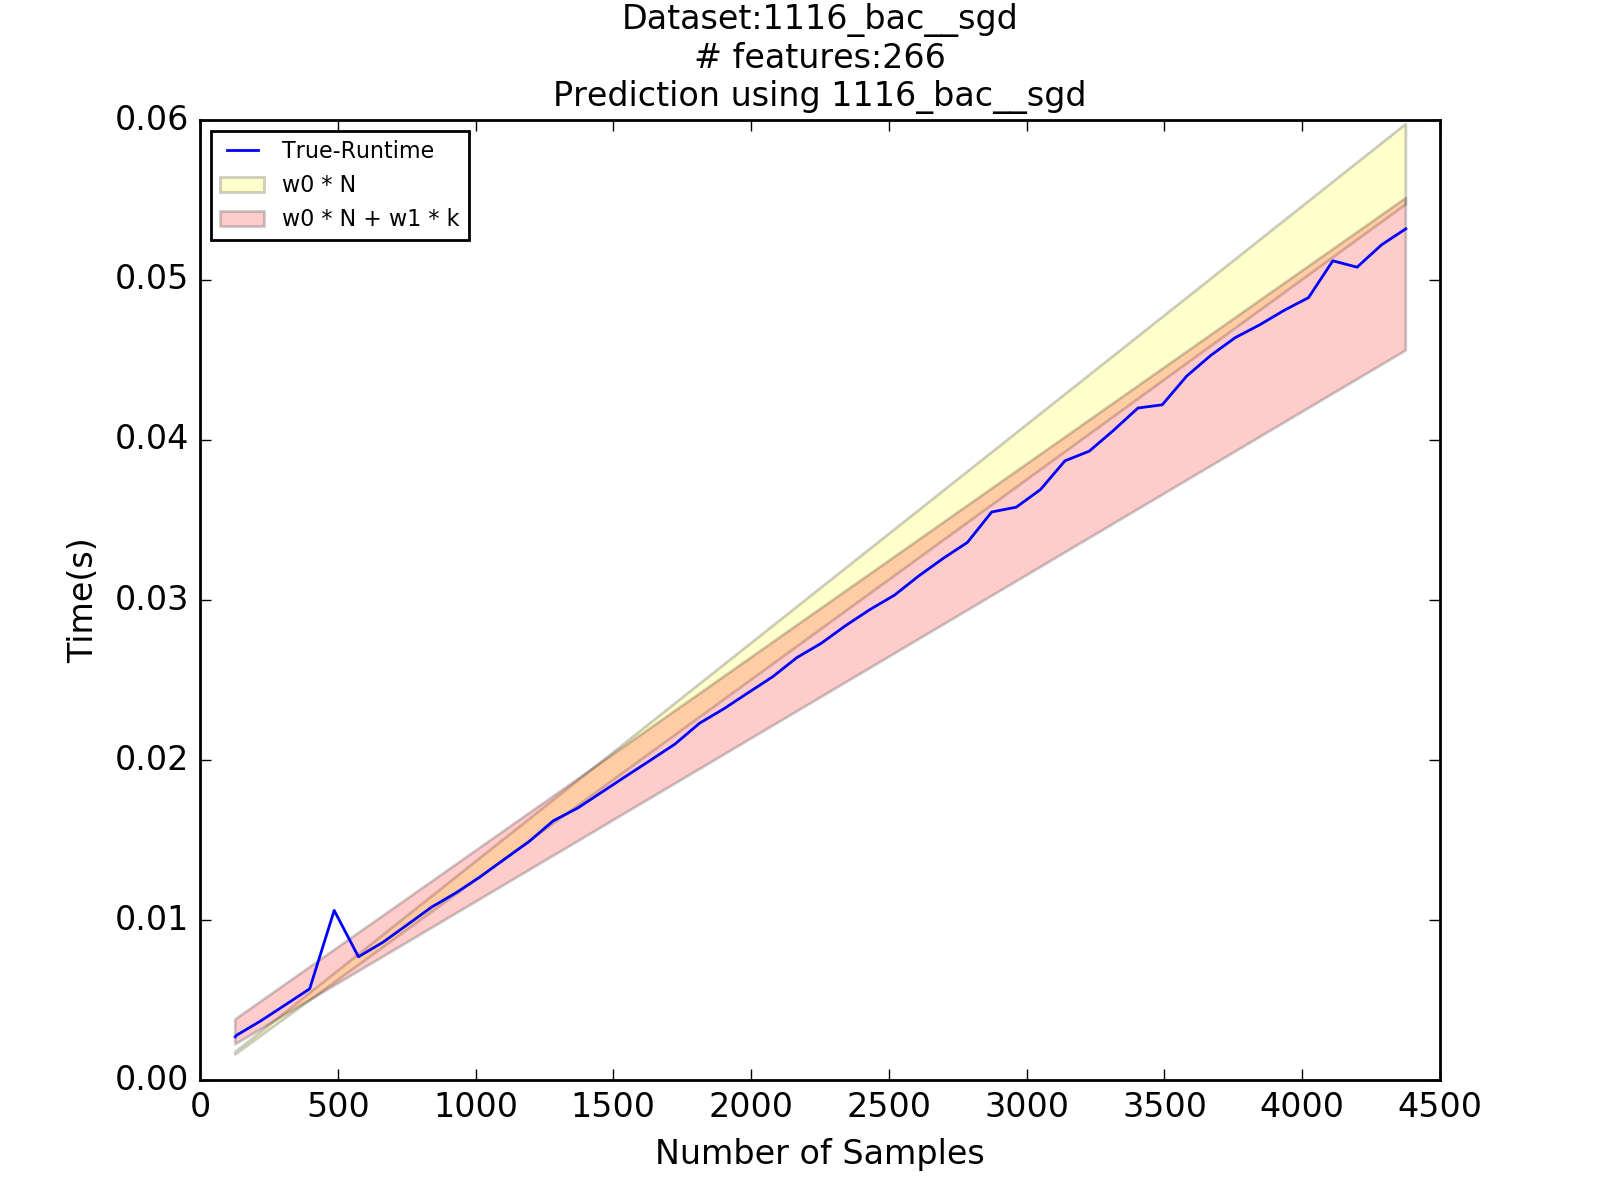 Dataset:1116_bac__sgd
# features:266
Prediction using 1116_bac__sgd
True-Runtime
w0 * N
w0 * N + w1 * k
0.06
0.05
0.04
0.03
0.02
0.01
0.00
Time(s)
0 500 1000 1500 2000 2500 3000 3500 4000 4500
Number of Samples